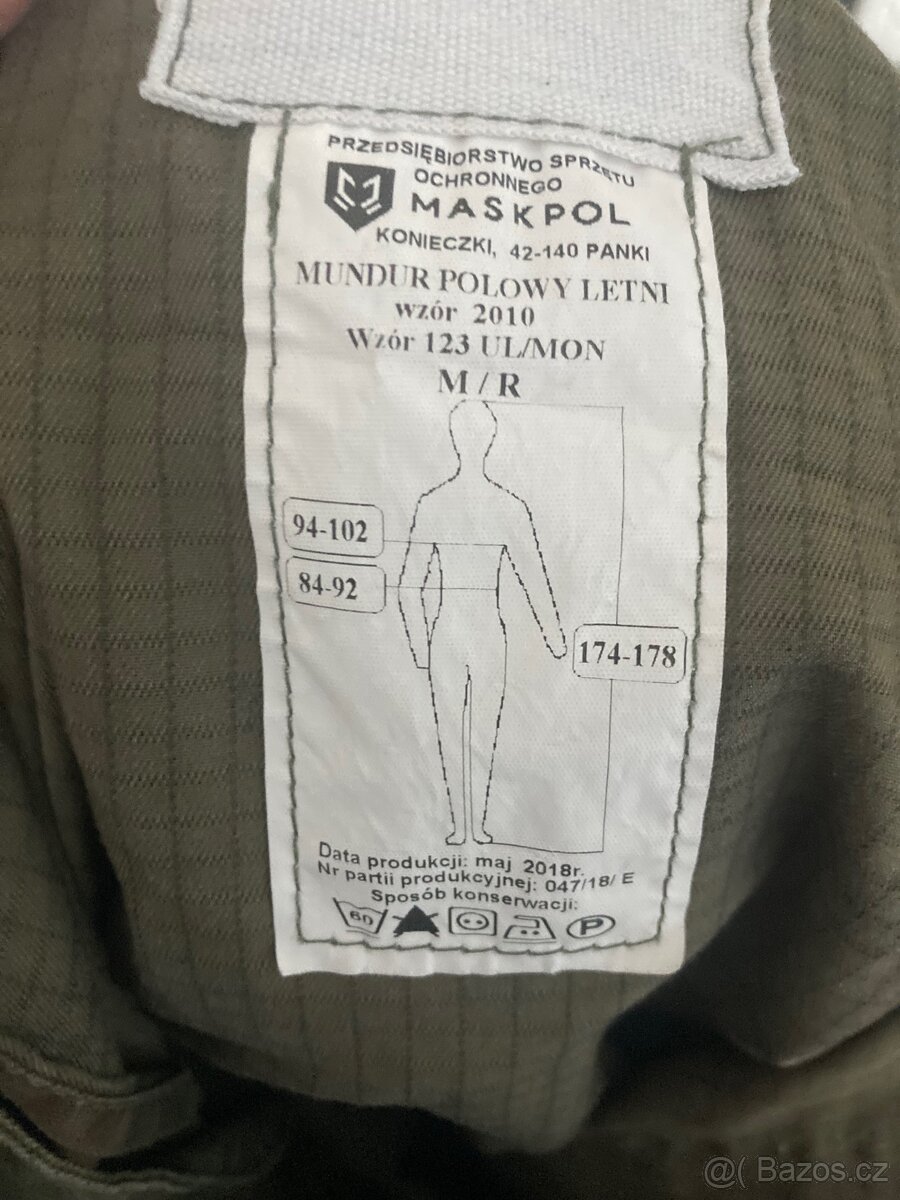 PRZEDSIĘBIORSTWO SPRZĘTU
OCHRONNEGO
MASKPOL
KONIECZKI, 42-140 PANKI
MUNDUR POLOWY LETNI
wzór 2010
Wzór 123 UL/MON
M / R
94-102
84-92
174-178
Data produkcji: maj 2018r.
Nr partii produkcyjnej: 047/18/ E
Sposób konserwacji:
60
P
@( Bazos.cz